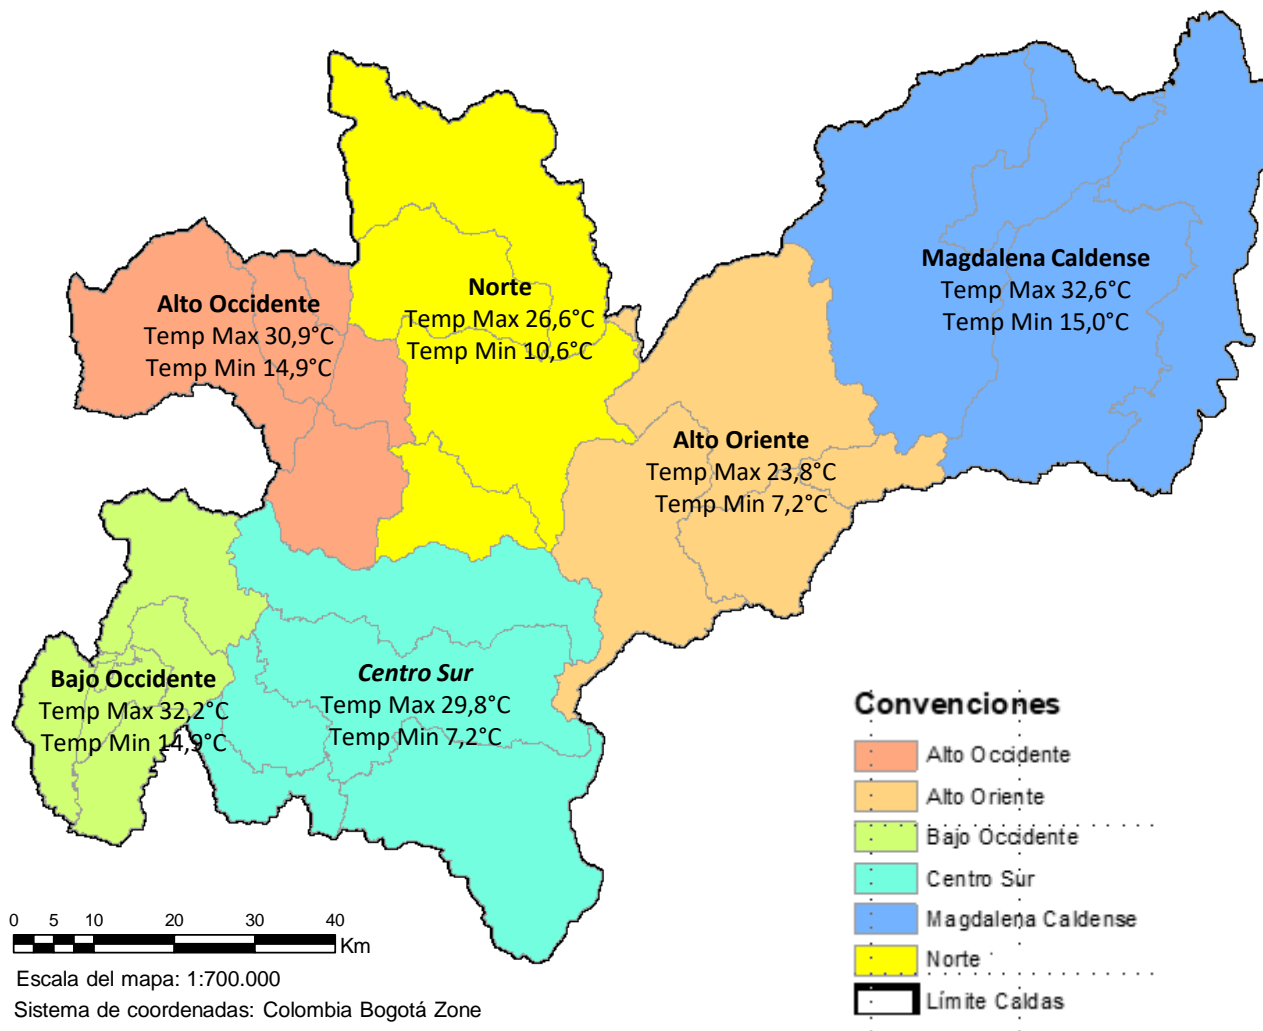 Magdalena Caldense
Temp Max 32,6°C
Temp Min 15,0°C
Norte
Temp Max 26,6°C
Temp Min 10,6°C
Alto Occidente
Temp Max 30,9°C
Temp Min 14,9°C
Alto Oriente
Temp Max 23,8°C
Temp Min 7,2°C
Bajo Occidente
Temp Max 32,2°C
Temp Min 14,9°C
Centro Sur
Temp Max 29,8°C
Temp Min 7,2°C
Convenciones
Alto Occidente
Alto Oriente
Bajo Occidente
Centro Sur
Magdalena Caldense
Norte
Límite Caldas
0 5 10 20 30 40
Km
Escala del mapa: 1:700.000
Sistema de coordenadas: Colombia Bogotá Zone